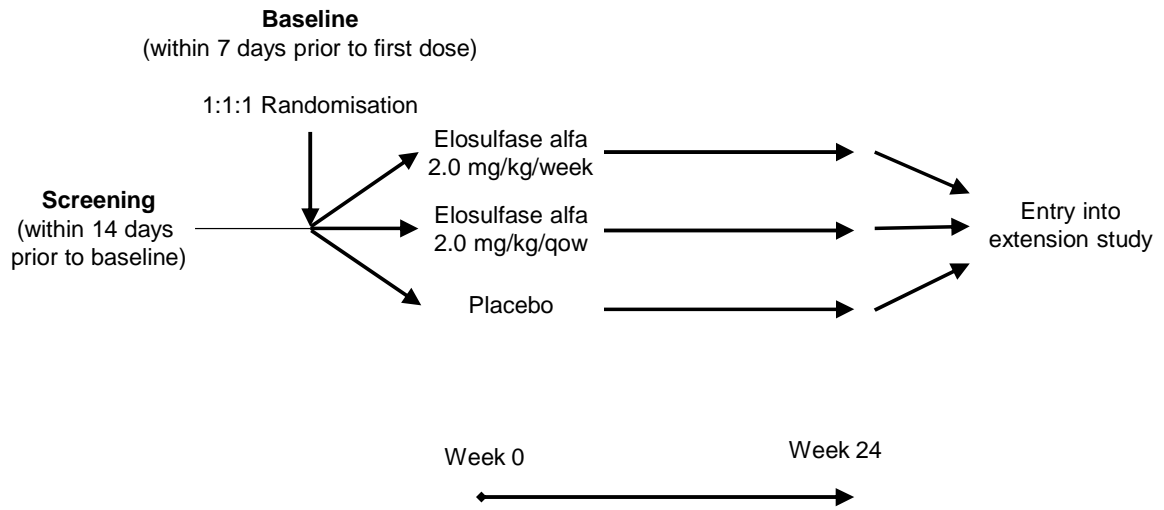 Baseline
(within 7 days prior to first dose)
1:1:1 Randomisation
Elosulfase alfa
2.0 mg/kg/week
Screening
(within 14 days
prior to baseline)
Elosulfase alfa
2.0 mg/kg/qow
Entry into
extension study
Placebo
Week 0
Week 24